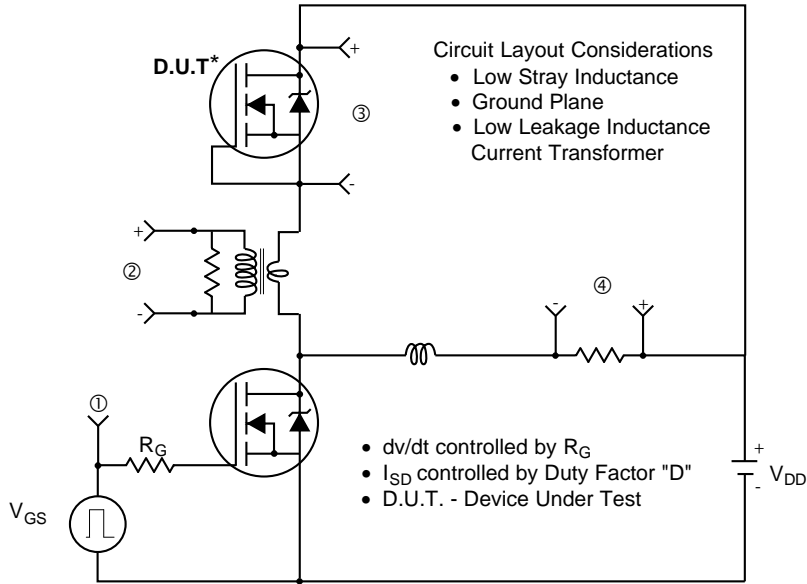 D.U.T*
+
Circuit Layout Considerations
• Low Stray Inductance
• Ground Plane
• Low Leakage Inductance
Current Transformer
③
-
+
②
-
④
-
+
①
R_G
V_GS
• dv/dt controlled by R_G
• I_SD controlled by Duty Factor "D"
• D.U.T. - Device Under Test
+
-
V_DD